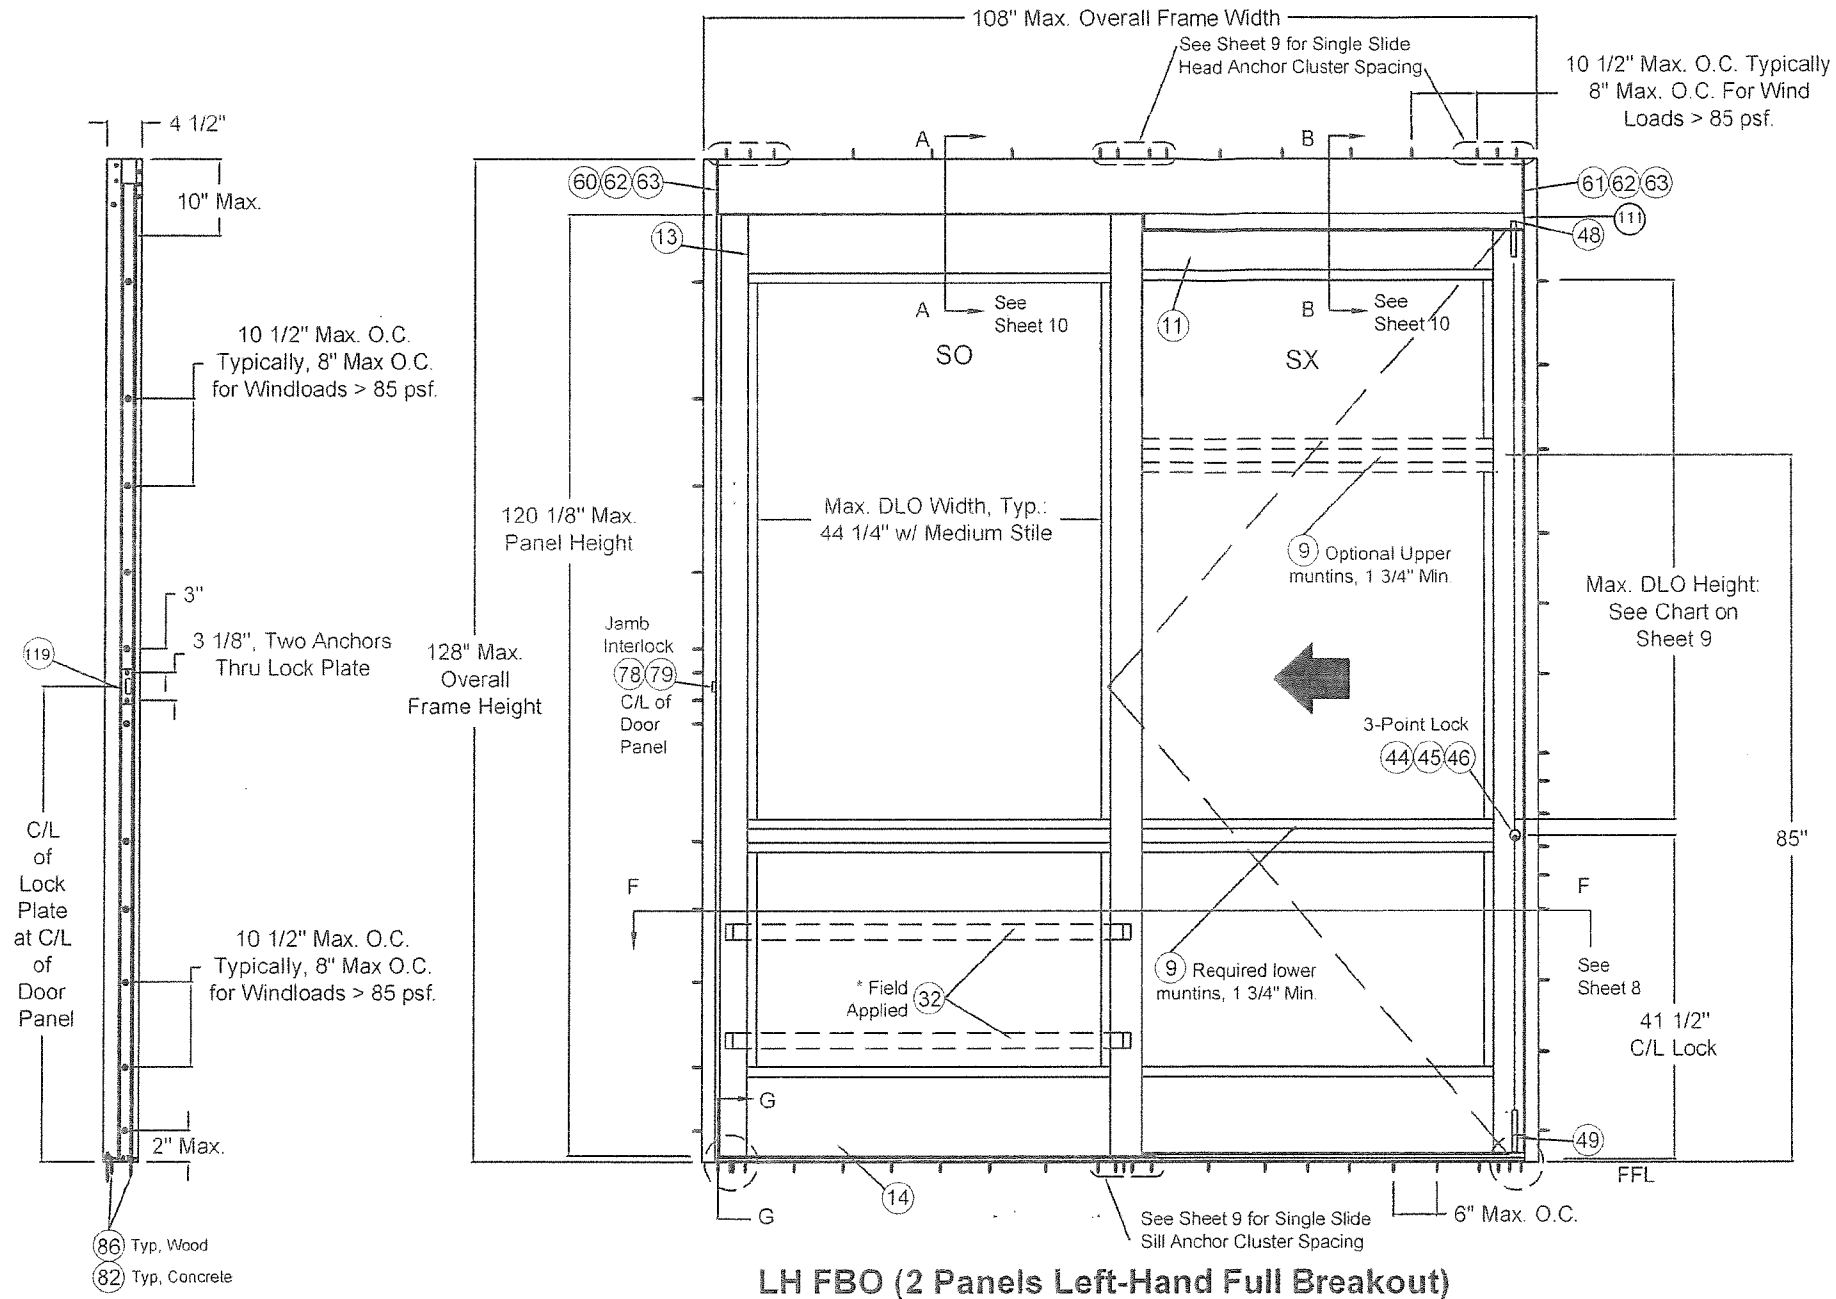 108" Max. Overall Frame Width
See Sheet 9 for Single Slide
Head Anchor Cluster Spacing
10 1/2" Max. O.C. Typically
8" Max. O.C. For Wind
Loads > 85 psf.
4 1/2"
A
B
60 62 63
61 62 63
10" Max.
111
13
48
A
See
Sheet 10
B
See
Sheet 10
11
10 1/2" Max. O.C.
Typically, 8" Max O.C.
for Windloads > 85 psf.
SO
SX
120 1/8" Max.
Panel Height
Max. DLO Width, Typ.:
44 1/4" w/ Medium Stile
9 Optional Upper
muntins, 1 3/4" Min.
Max. DLO Height:
See Chart on
Sheet 9
3"
3 1/8", Two Anchors
Thru Lock Plate
119
128" Max.
Overall
Frame Height
Jamb
Interlock
78 79
C/L of
Door
Panel
3-Point Lock
44 45 46
85"
C/L
of
Lock
Plate
at C/L
of
Door
Panel
F
F
10 1/2" Max. O.C.
Typically, 8" Max O.C.
for Windloads > 85 psf.
* Field
Applied
32
9 Required lower
muntins, 1 3/4" Min.
See
Sheet 8
41 1/2"
C/L Lock
G
2" Max.
49
14
FFL
G
6" Max. O.C.
See Sheet 9 for Single Slide
Sill Anchor Cluster Spacing
86 Typ, Wood
82 Typ, Concrete
LH FBO (2 Panels Left-Hand Full Breakout)